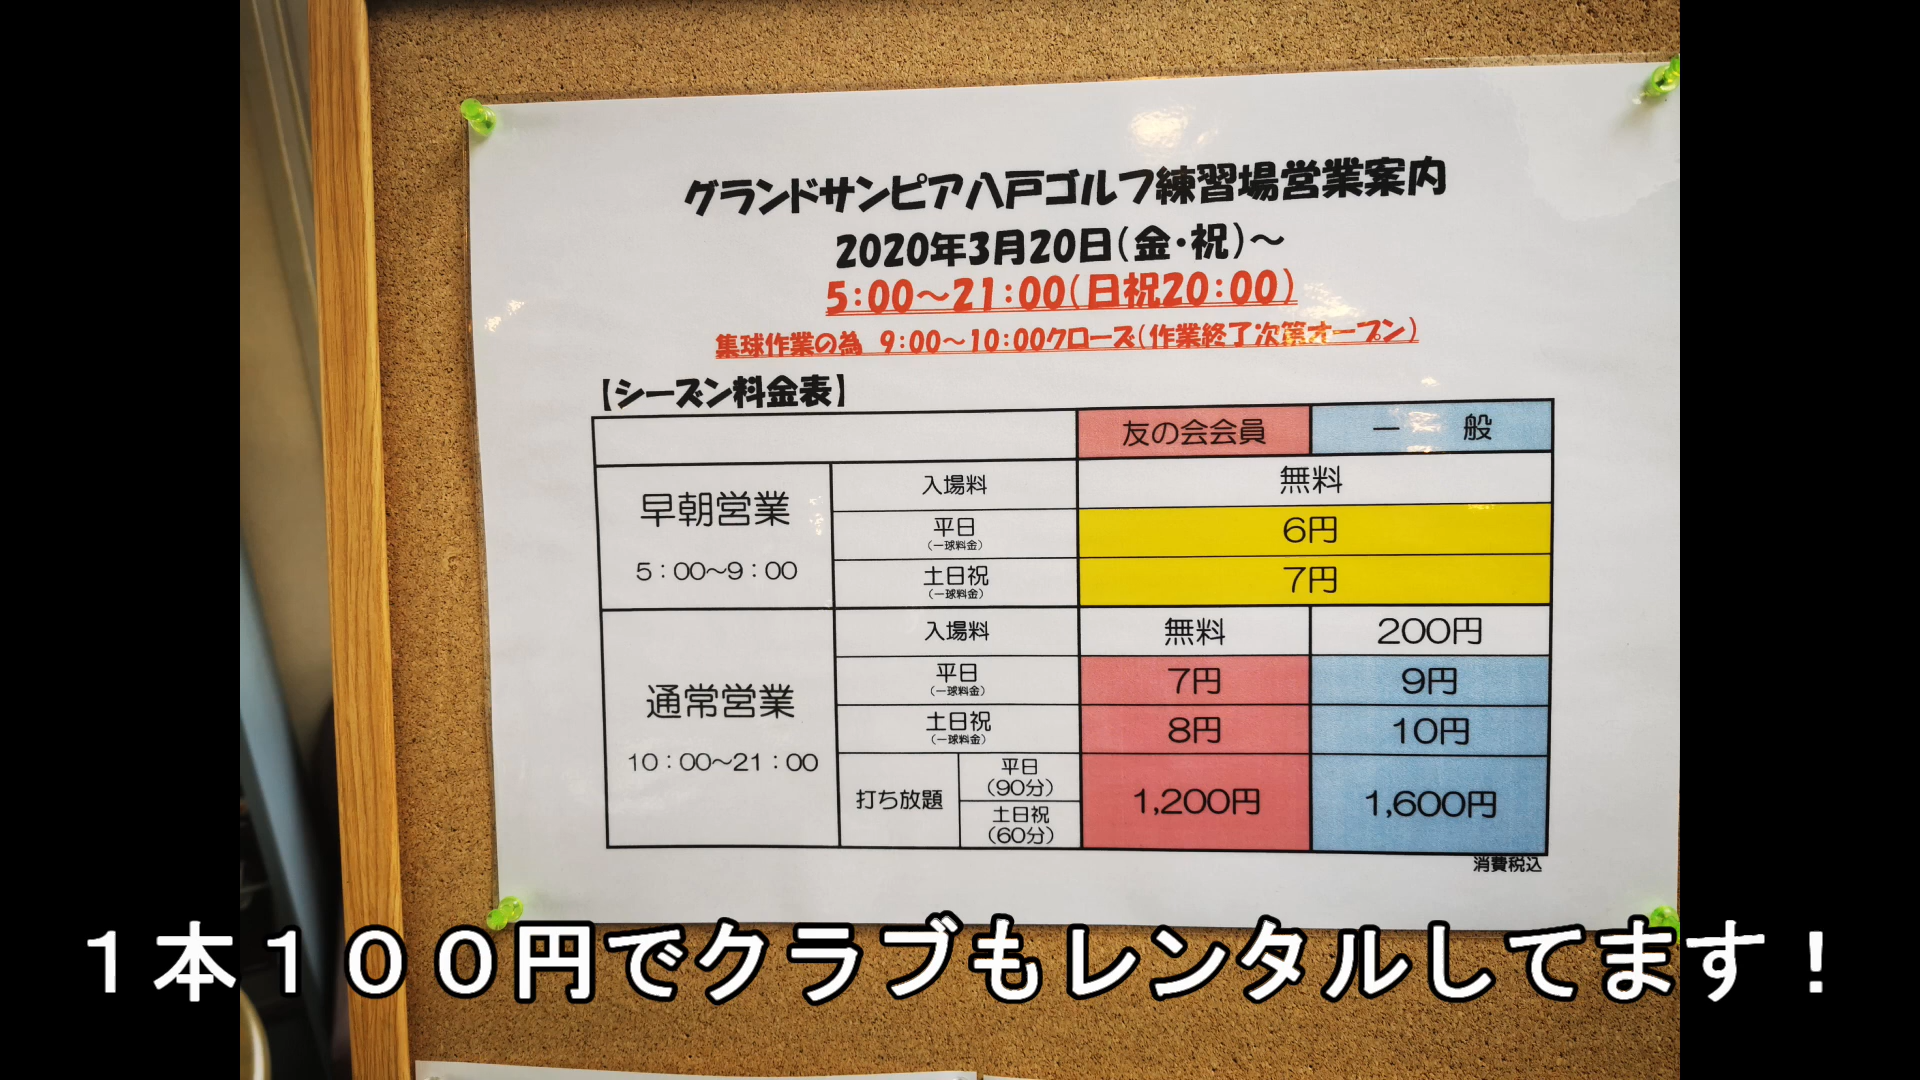 グランドサンピア八戸ゴルフ練習場営業案内
2020年3月20日(金・祝)～
5:00～21:00(日祝20:00)
集球作業の為 9:00～10:00クローズ(作業終了次第オープン)
【シーズン料金表】
友の会会員 一 般
早朝営業
5：00～9：00
入場料 無料
平日 (一球料金) 6円
土日祝 (一球料金) 7円
通常営業
10：00～21：00
入場料 無料 200円
平日 (一球料金) 7円 9円
土日祝 (一球料金) 8円 10円
打ち放題
平日 (90分)
土日祝 (60分)
1,200円 1,600円
消費税込
１本１００円でクラブもレンタルしてます！